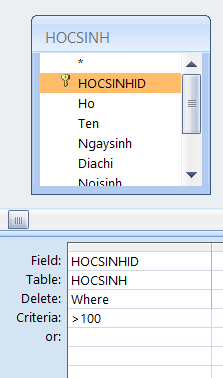 HOCSINH
*
HOCSINHID
Ho
Ten
Ngaysinh
Diachi
Noisinh
Field: HOCSINHID
Table: HOCSINH
Delete: Where
Criteria: >100
or: